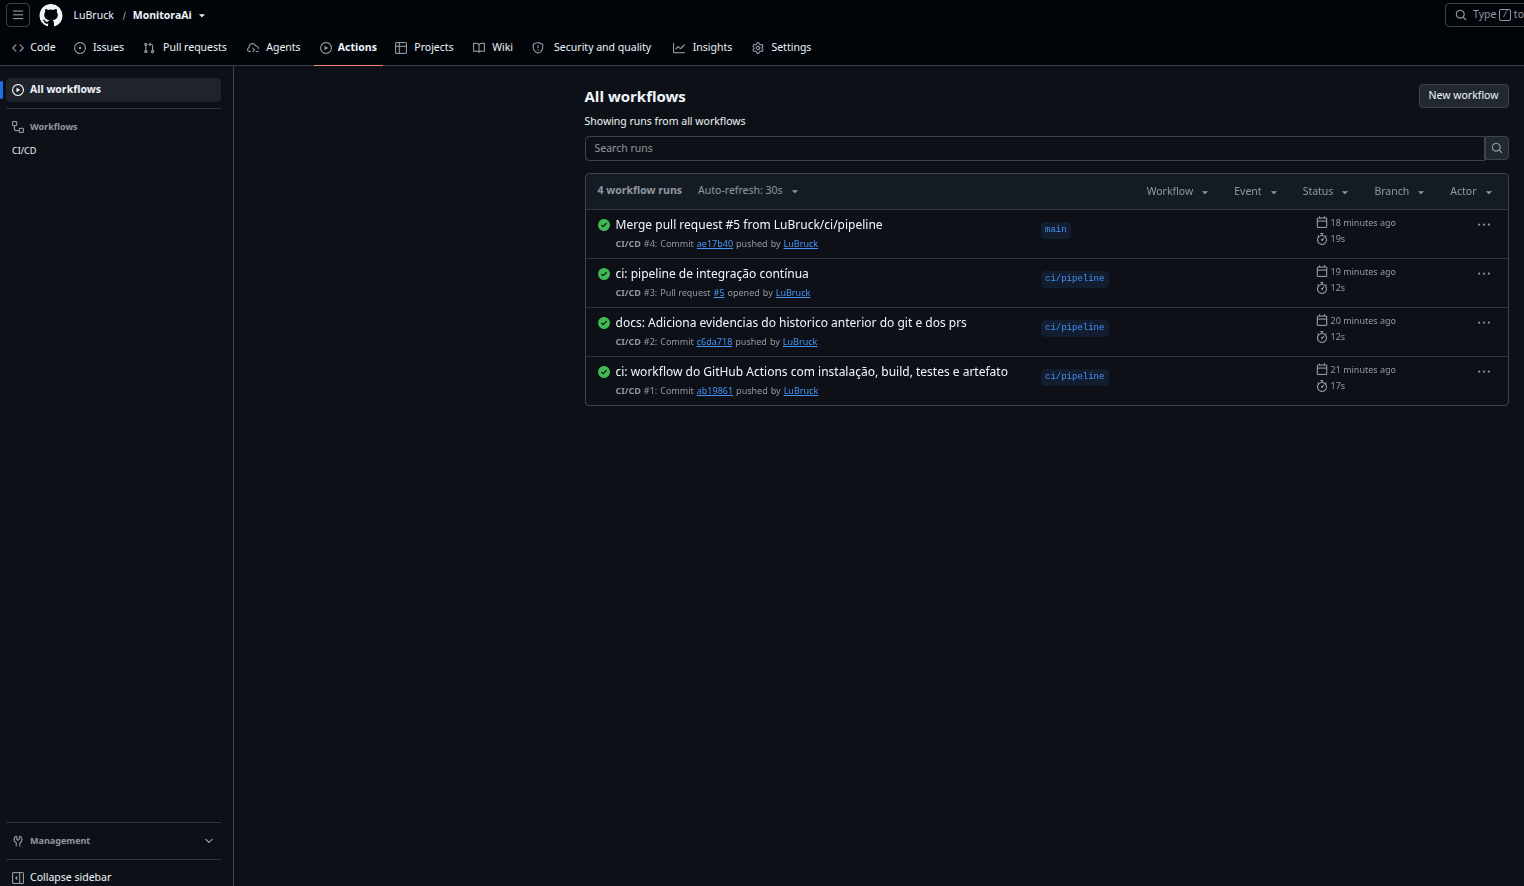 LuBruck / MonitoraAi
Type / to
Code Issues Pull requests Agents Actions Projects Wiki Security and quality Insights Settings
All workflows
Workflows
CI/CD
All workflows
New workflow
Showing runs from all workflows
Search runs
4 workflow runs Auto-refresh: 30s Workflow Event Status Branch Actor
Merge pull request #5 from LuBruck/ci/pipeline
CI/CD #4: Commit ae17b40 pushed by LuBruck
main
18 minutes ago
19s
ci: pipeline de integração contínua
CI/CD #3: Pull request #5 opened by LuBruck
ci/pipeline
19 minutes ago
12s
docs: Adiciona evidencias do historico anterior do git e dos prs
CI/CD #2: Commit c6da718 pushed by LuBruck
ci/pipeline
20 minutes ago
12s
ci: workflow do GitHub Actions com instalação, build, testes e artefato
CI/CD #1: Commit ab19861 pushed by LuBruck
ci/pipeline
21 minutes ago
17s
Management
Collapse sidebar